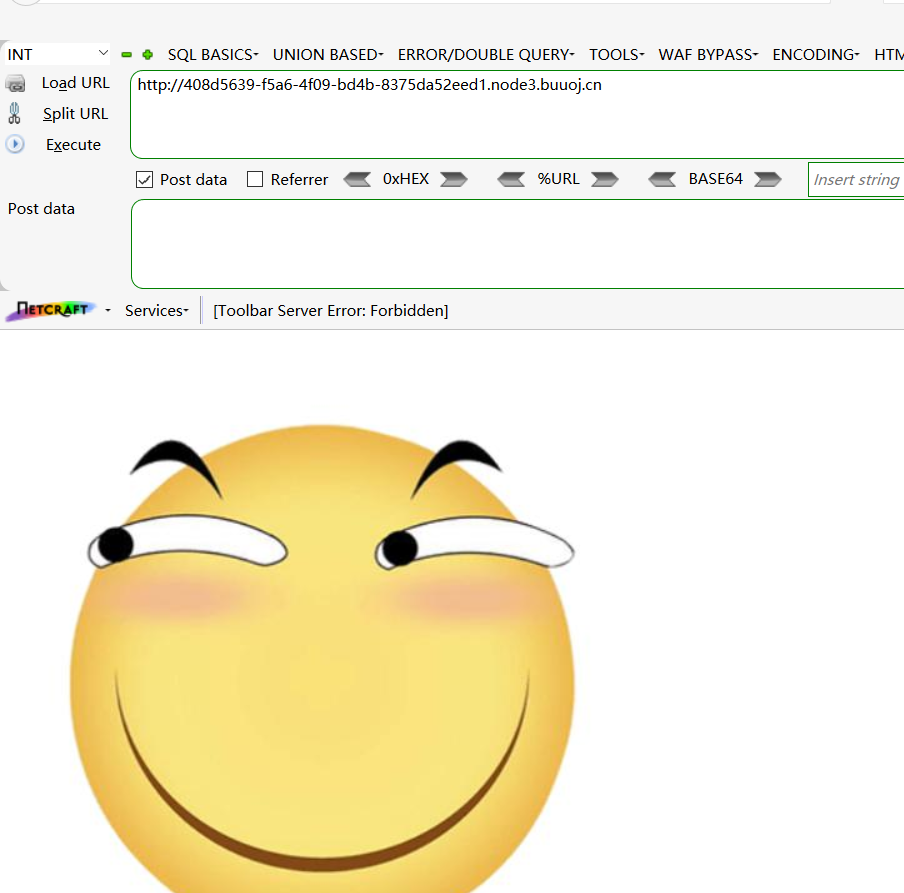 INT SQL BASICS UNION BASED ERROR/DOUBLE QUERY TOOLS WAF BYPASS ENCODING HTM
Load URL http://408d5639-f5a6-4f09-bd4b-8375da52eed1.node3.buuoj.cn
Split URL
Execute
Post data Referrer 0xHEX %URL BASE64 Insert string
Post data
NETCRAFT Services [Toolbar Server Error: Forbidden]